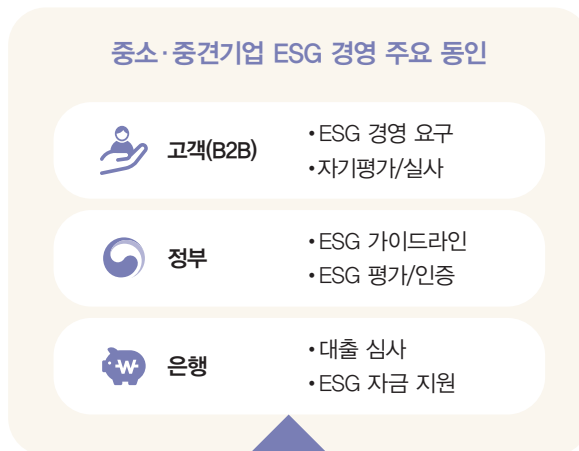 중소·중견기업 ESG 경영 주요 동인
고객(B2B)
•ESG 경영 요구
•자기평가/실사
정부
•ESG 가이드라인
•ESG 평가/인증
₩
은행
•대출 심사
•ESG 자금 지원